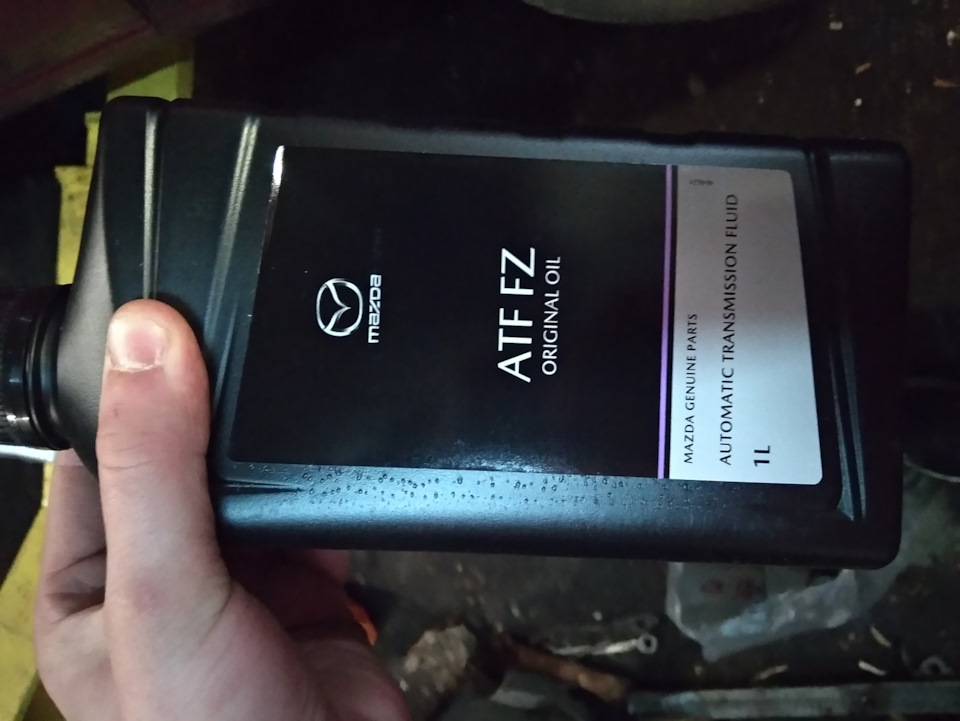 mazda
ATF FZ
ORIGINAL OIL
MAZDA GENUINE PARTS
AUTOMATIC TRANSMISSION FLUID
1L